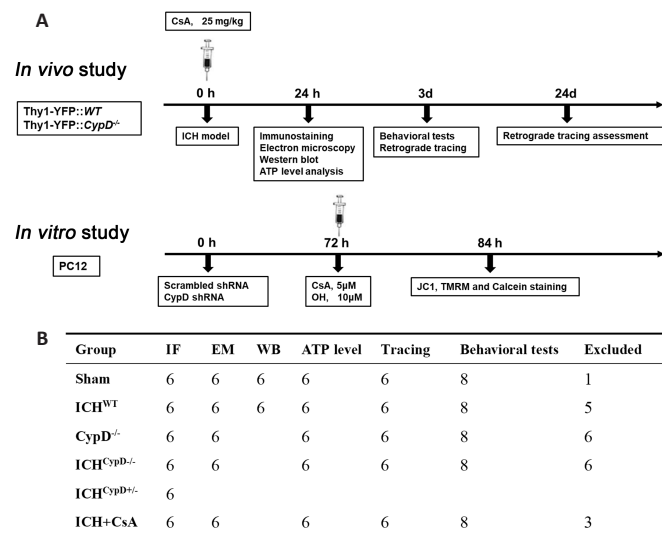 A
CsA, 25 mg/kg
In vivo study
0 h 24 h 3d 24d
Thy1-YFP::WT
Thy1-YFP::CypD-/-
ICH model
Immunostaining
Electron microscopy
Western blot
ATP level analysis
Behavioral tests
Retrograde tracing
Retrograde tracing assessment
In vitro study
0 h 72 h 84 h
PC12
Scrambled shRNA
CypD shRNA
CsA, 5μM
OH, 10μM
JC1, TMRM and Calcein staining
B
Group IF EM WB ATP level Tracing Behavioral tests Excluded
Sham 6 6 6 6 6 8 1
ICHWT 6 6 6 6 6 8 5
CypD-/- 6 6 6 6 8 6
ICHCypD-/- 6 6 6 6 8 6
ICHCypD+/- 6
ICH+CsA 6 6 6 6 8 3